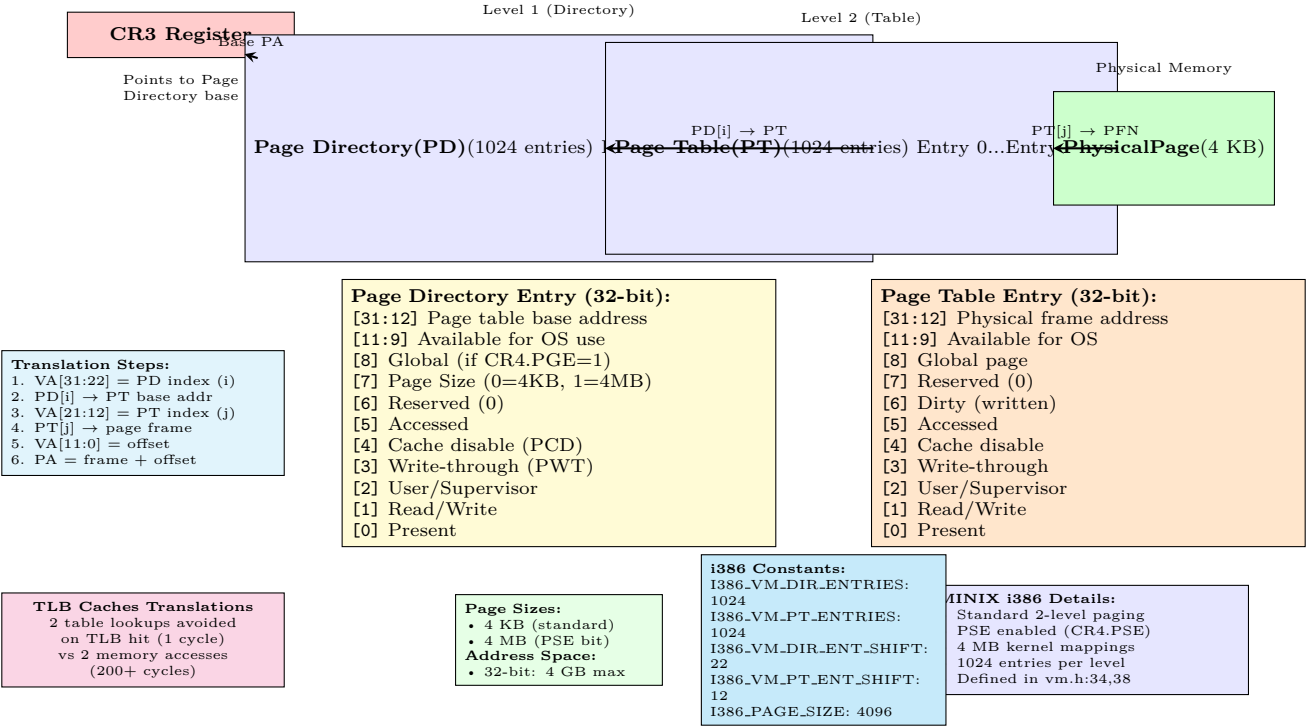 Level 1 (Directory)
Level 2 (Table)
CR3 Register
Base PA
Points to Page
Directory base
Physical Memory
PD[i] → PT
PT[j] → PFN
Page Directory(PD)(1024 entries)
Page Table(PT)(1024 entries) Entry 0...Entry
PhysicalPage(4 KB)
Page Directory Entry (32-bit):
[31:12] Page table base address
[11:9] Available for OS use
[8] Global (if CR4.PGE=1)
[7] Page Size (0=4KB, 1=4MB)
[6] Reserved (0)
[5] Accessed
[4] Cache disable (PCD)
[3] Write-through (PWT)
[2] User/Supervisor
[1] Read/Write
[0] Present
Page Table Entry (32-bit):
[31:12] Physical frame address
[11:9] Available for OS
[8] Global page
[7] Reserved (0)
[6] Dirty (written)
[5] Accessed
[4] Cache disable
[3] Write-through
[2] User/Supervisor
[1] Read/Write
[0] Present
Translation Steps:
1. VA[31:22] = PD index (i)
2. PD[i] → PT base addr
3. VA[21:12] = PT index (j)
4. PT[j] → page frame
5. VA[11:0] = offset
6. PA = frame + offset
TLB Caches Translations
2 table lookups avoided
on TLB hit (1 cycle)
vs 2 memory accesses
(200+ cycles)
Page Sizes:
• 4 KB (standard)
• 4 MB (PSE bit)
Address Space:
• 32-bit: 4 GB max
i386 Constants:
I386_VM_DIR_ENTRIES:
1024
I386_VM_PT_ENTRIES:
1024
I386_VM_DIR_ENT_SHIFT:
22
I386_VM_PT_ENT_SHIFT:
12
I386_PAGE_SIZE: 4096
MINIX i386 Details:
Standard 2-level paging
PSE enabled (CR4.PSE)
4 MB kernel mappings
1024 entries per level
Defined in vm.h:34,38